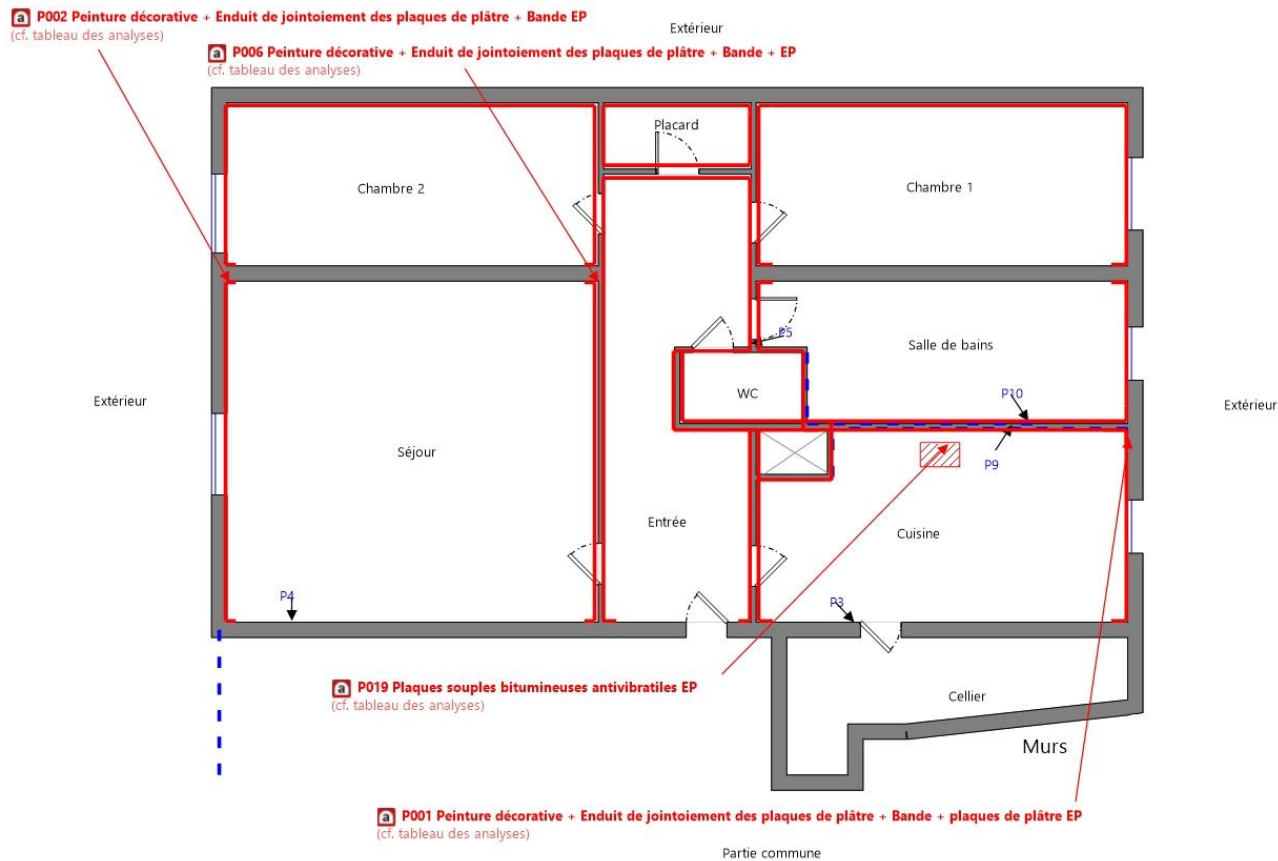 a P002 Peinture décorative + Enduit de jointoiement des plaques de plâtre + Bande EP
(cf. tableau des analyses)
Extérieur
a P006 Peinture décorative + Enduit de jointoiement des plaques de plâtre + Bande + EP
(cf. tableau des analyses)
Placard
Chambre 2
Chambre 1
P5
Salle de bains
WC
P10
Extérieur
Extérieur
Séjour
P9
Entrée
Cuisine
P4
P3
a P019 Plaques souples bitumineuses antivibratiles EP
(cf. tableau des analyses)
Cellier
Murs
a P001 Peinture décorative + Enduit de jointoiement des plaques de plâtre + Bande + plaques de plâtre EP
(cf. tableau des analyses)
Partie commune